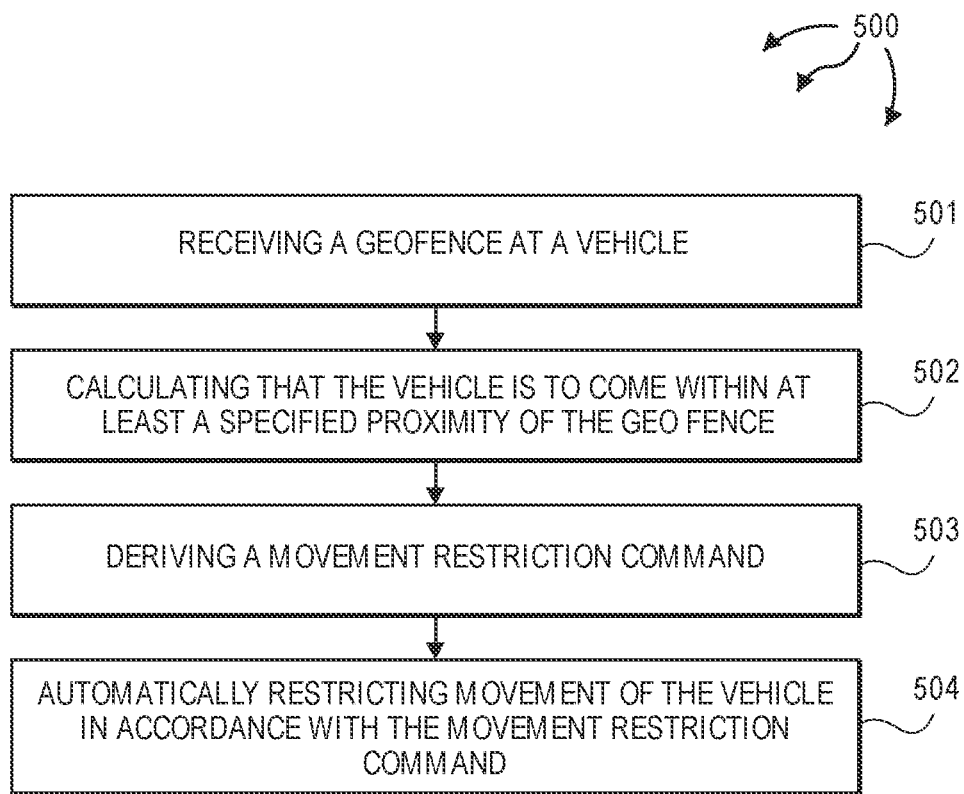 500
RECEIVING A GEOFENCE AT A VEHICLE
501
CALCULATING THAT THE VEHICLE IS TO COME WITHIN AT
LEAST A SPECIFIED PROXIMITY OF THE GEO FENCE
502
DERIVING A MOVEMENT RESTRICTION COMMAND
503
AUTOMATICALLY RESTRICTING MOVEMENT OF THE VEHICLE
IN ACCORDANCE WITH THE MOVEMENT RESTRICTION
COMMAND
504